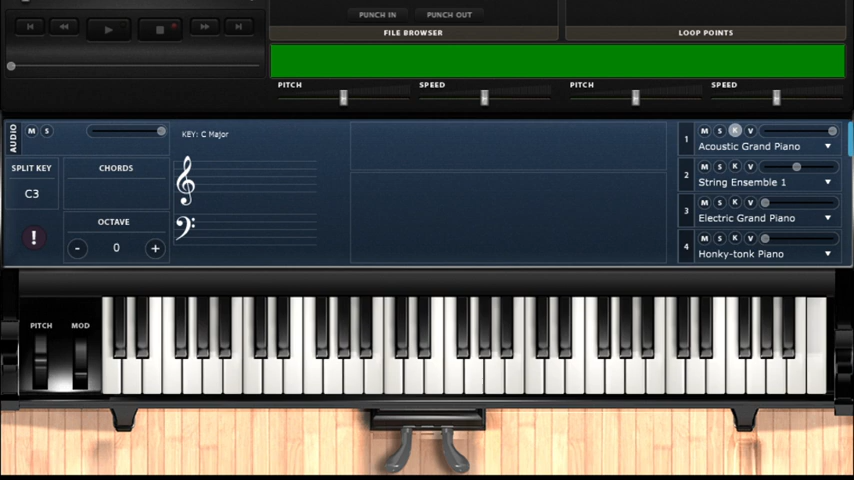 PUNCH IN PUNCH OUT
FILE BROWSER LOOP POINTS
PITCH SPEED PITCH SPEED
AUDIO M S KEY: C Major
1 M S K V
Acoustic Grand Piano
SPLIT KEY CHORDS
2 M S K V
String Ensemble 1
C3
3 M S K V
Electric Grand Piano
OCTAVE
! - 0 +
4 M S K V
Honky-tonk Piano
PITCH MOD